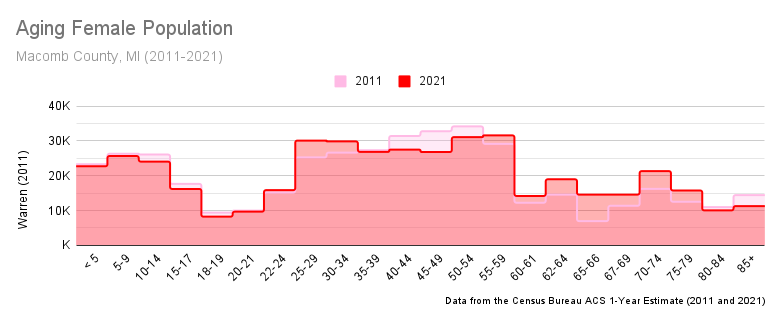 Aging Female Population
Macomb County, MI (2011-2021)
2011 2021
40K
30K
20K
10K
K
Warren (2011)
< 5 5-9 10-14 15-17 18-19 20-21 22-24 25-29 30-34 35-39 40-44 45-49 50-54 55-59 60-61 62-64 65-66 67-69 70-74 75-79 80-84 85+
Data from the Census Bureau ACS 1-Year Estimate (2011 and 2021)